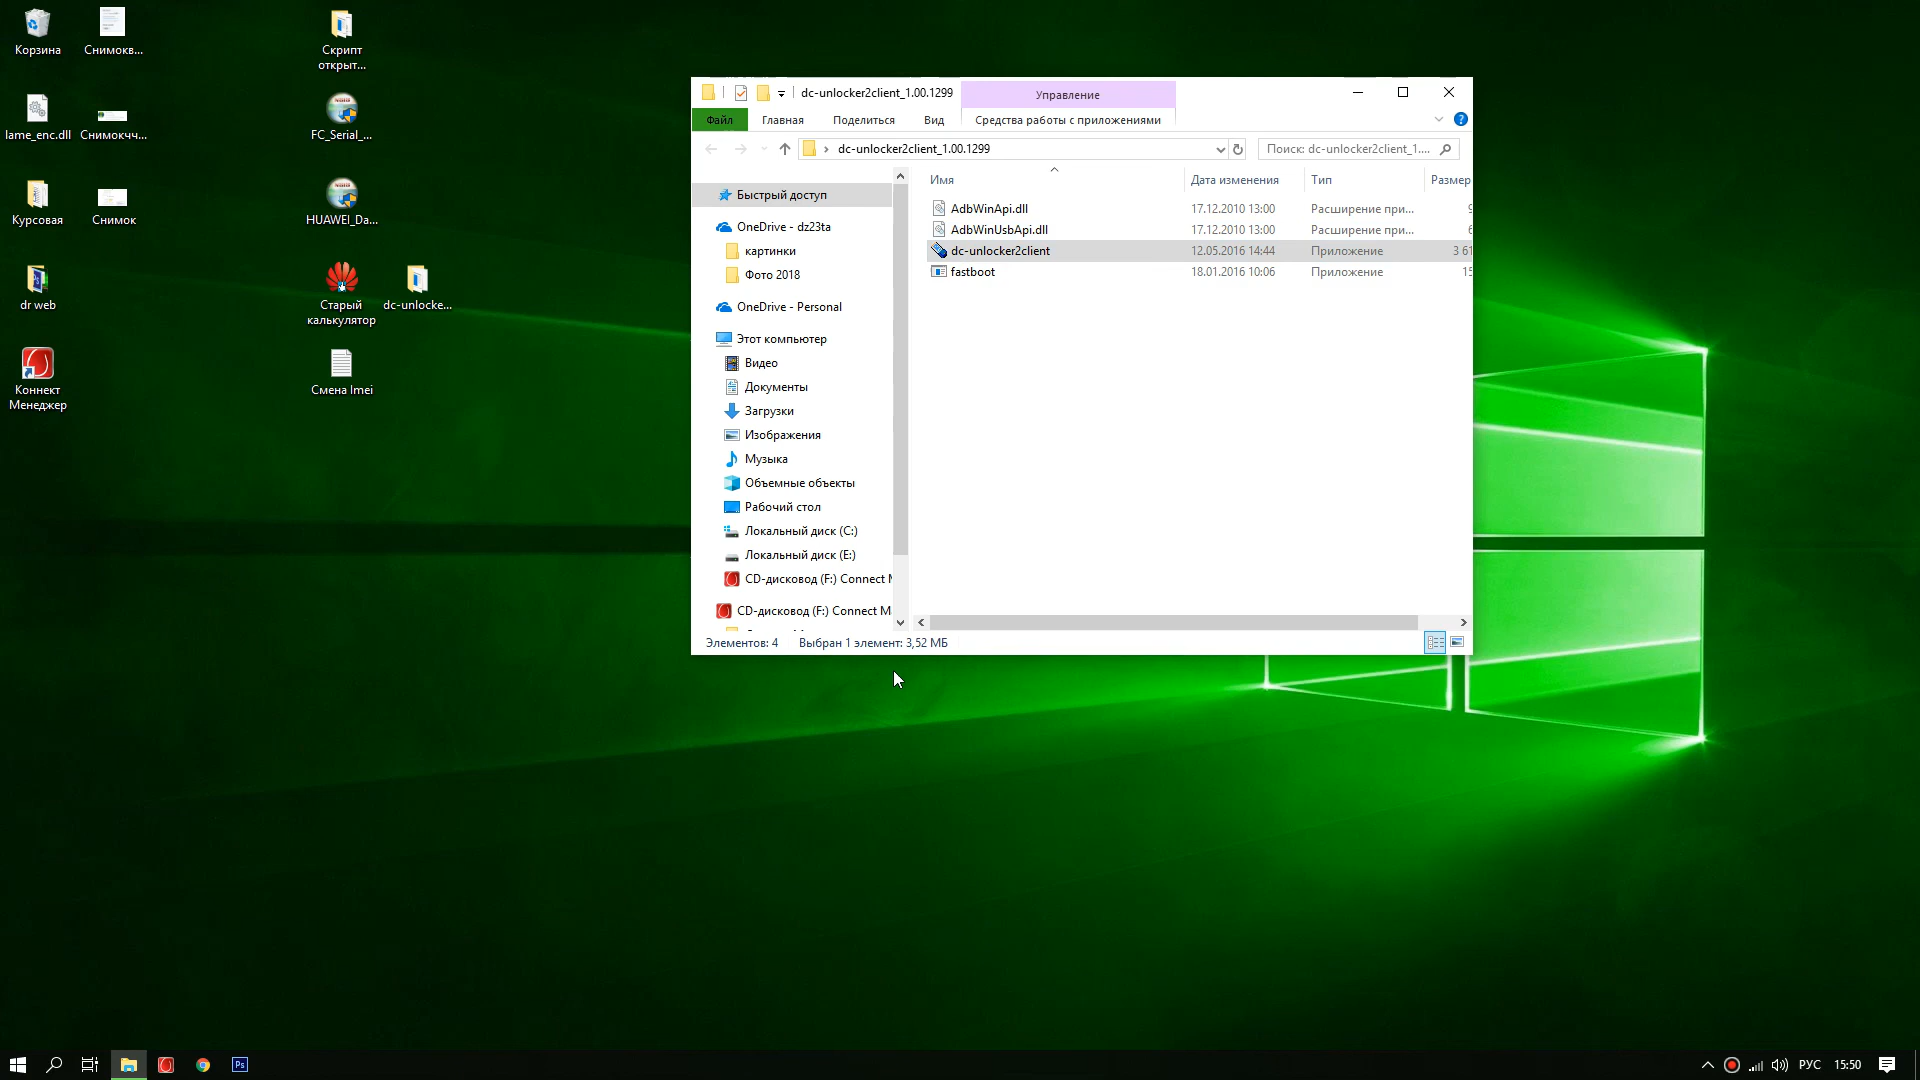 Корзина
Снимокв...
Скрипт
открыт...
lame_enc.dll
Снимокчч...
FC_Serial_...
Курсовая
Снимок
HUAWEI_Da...
dr web
Старый
калькулятор
dc-unlocke...
Коннект
Менеджер
Смена Imei
dc-unlocker2client_1.00.1299
Управление
Файл
Главная
Поделиться
Вид
Средства работы с приложениями
dc-unlocker2client_1.00.1299
Поиск: dc-unlocker2client_1....
Быстрый доступ
OneDrive - dz23ta
картинки
Фото 2018
OneDrive - Personal
Этот компьютер
Видео
Документы
Загрузки
Изображения
Музыка
Объемные объекты
Рабочий стол
Локальный диск (C:)
Локальный диск (E:)
CD-дисковод (F:) Connect M
CD-дисковод (F:) Connect M
Имя
Дата изменения
Тип
Размер
AdbWinApi.dll
17.12.2010 13:00
Расширение при...
AdbWinUsbApi.dll
17.12.2010 13:00
Расширение при...
dc-unlocker2client
12.05.2016 14:44
Приложение
3 61
fastboot
18.01.2016 10:06
Приложение
15
Элементов: 4
Выбран 1 элемент: 3,52 МБ
Ps
РУС
15:50